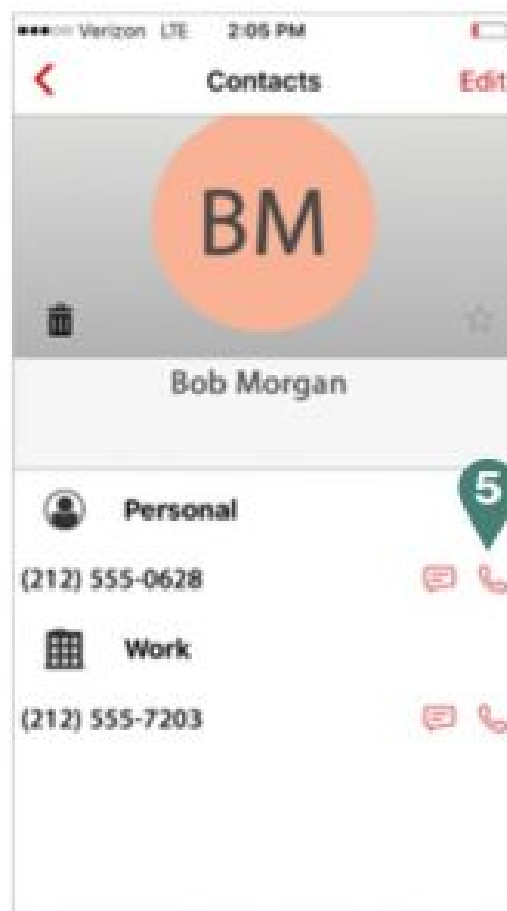 Verizon LTE 2:05 PM
Contacts Edit
BM
Bob Morgan
5
Personal
(212) 555-0628
Work
(212) 555-7203